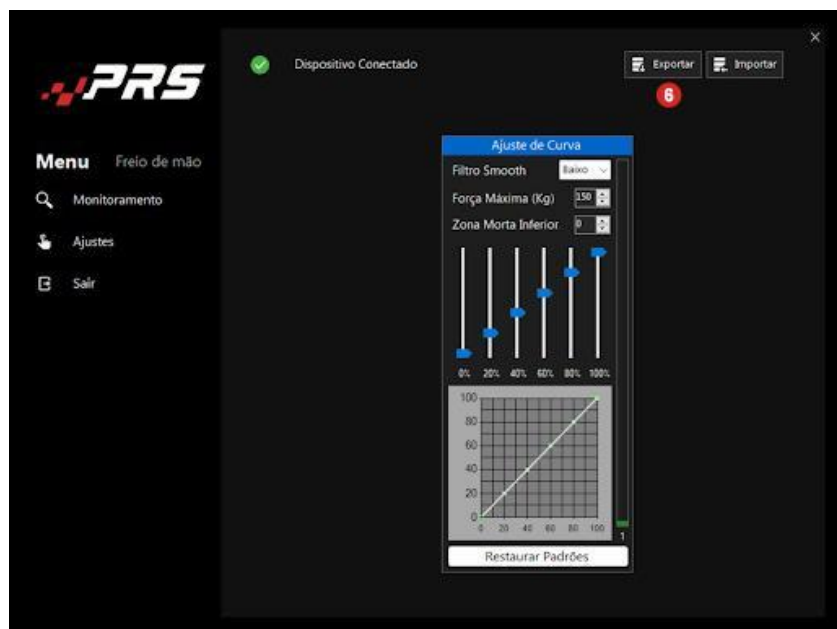 PRS
Dispositivo Conectado
Exportar
Importar
6
Menu Freio de mão
Monitoramento
Ajustes
Sair
Ajuste de Curva
Filtro Smooth Baixo
Força Máxima (Kg) 150
Zona Morta Inferior 0
0% 20% 40% 60% 80% 100%
100
80
60
40
20
0
0 20 40 60 80 100
1
Restaurar Padrões